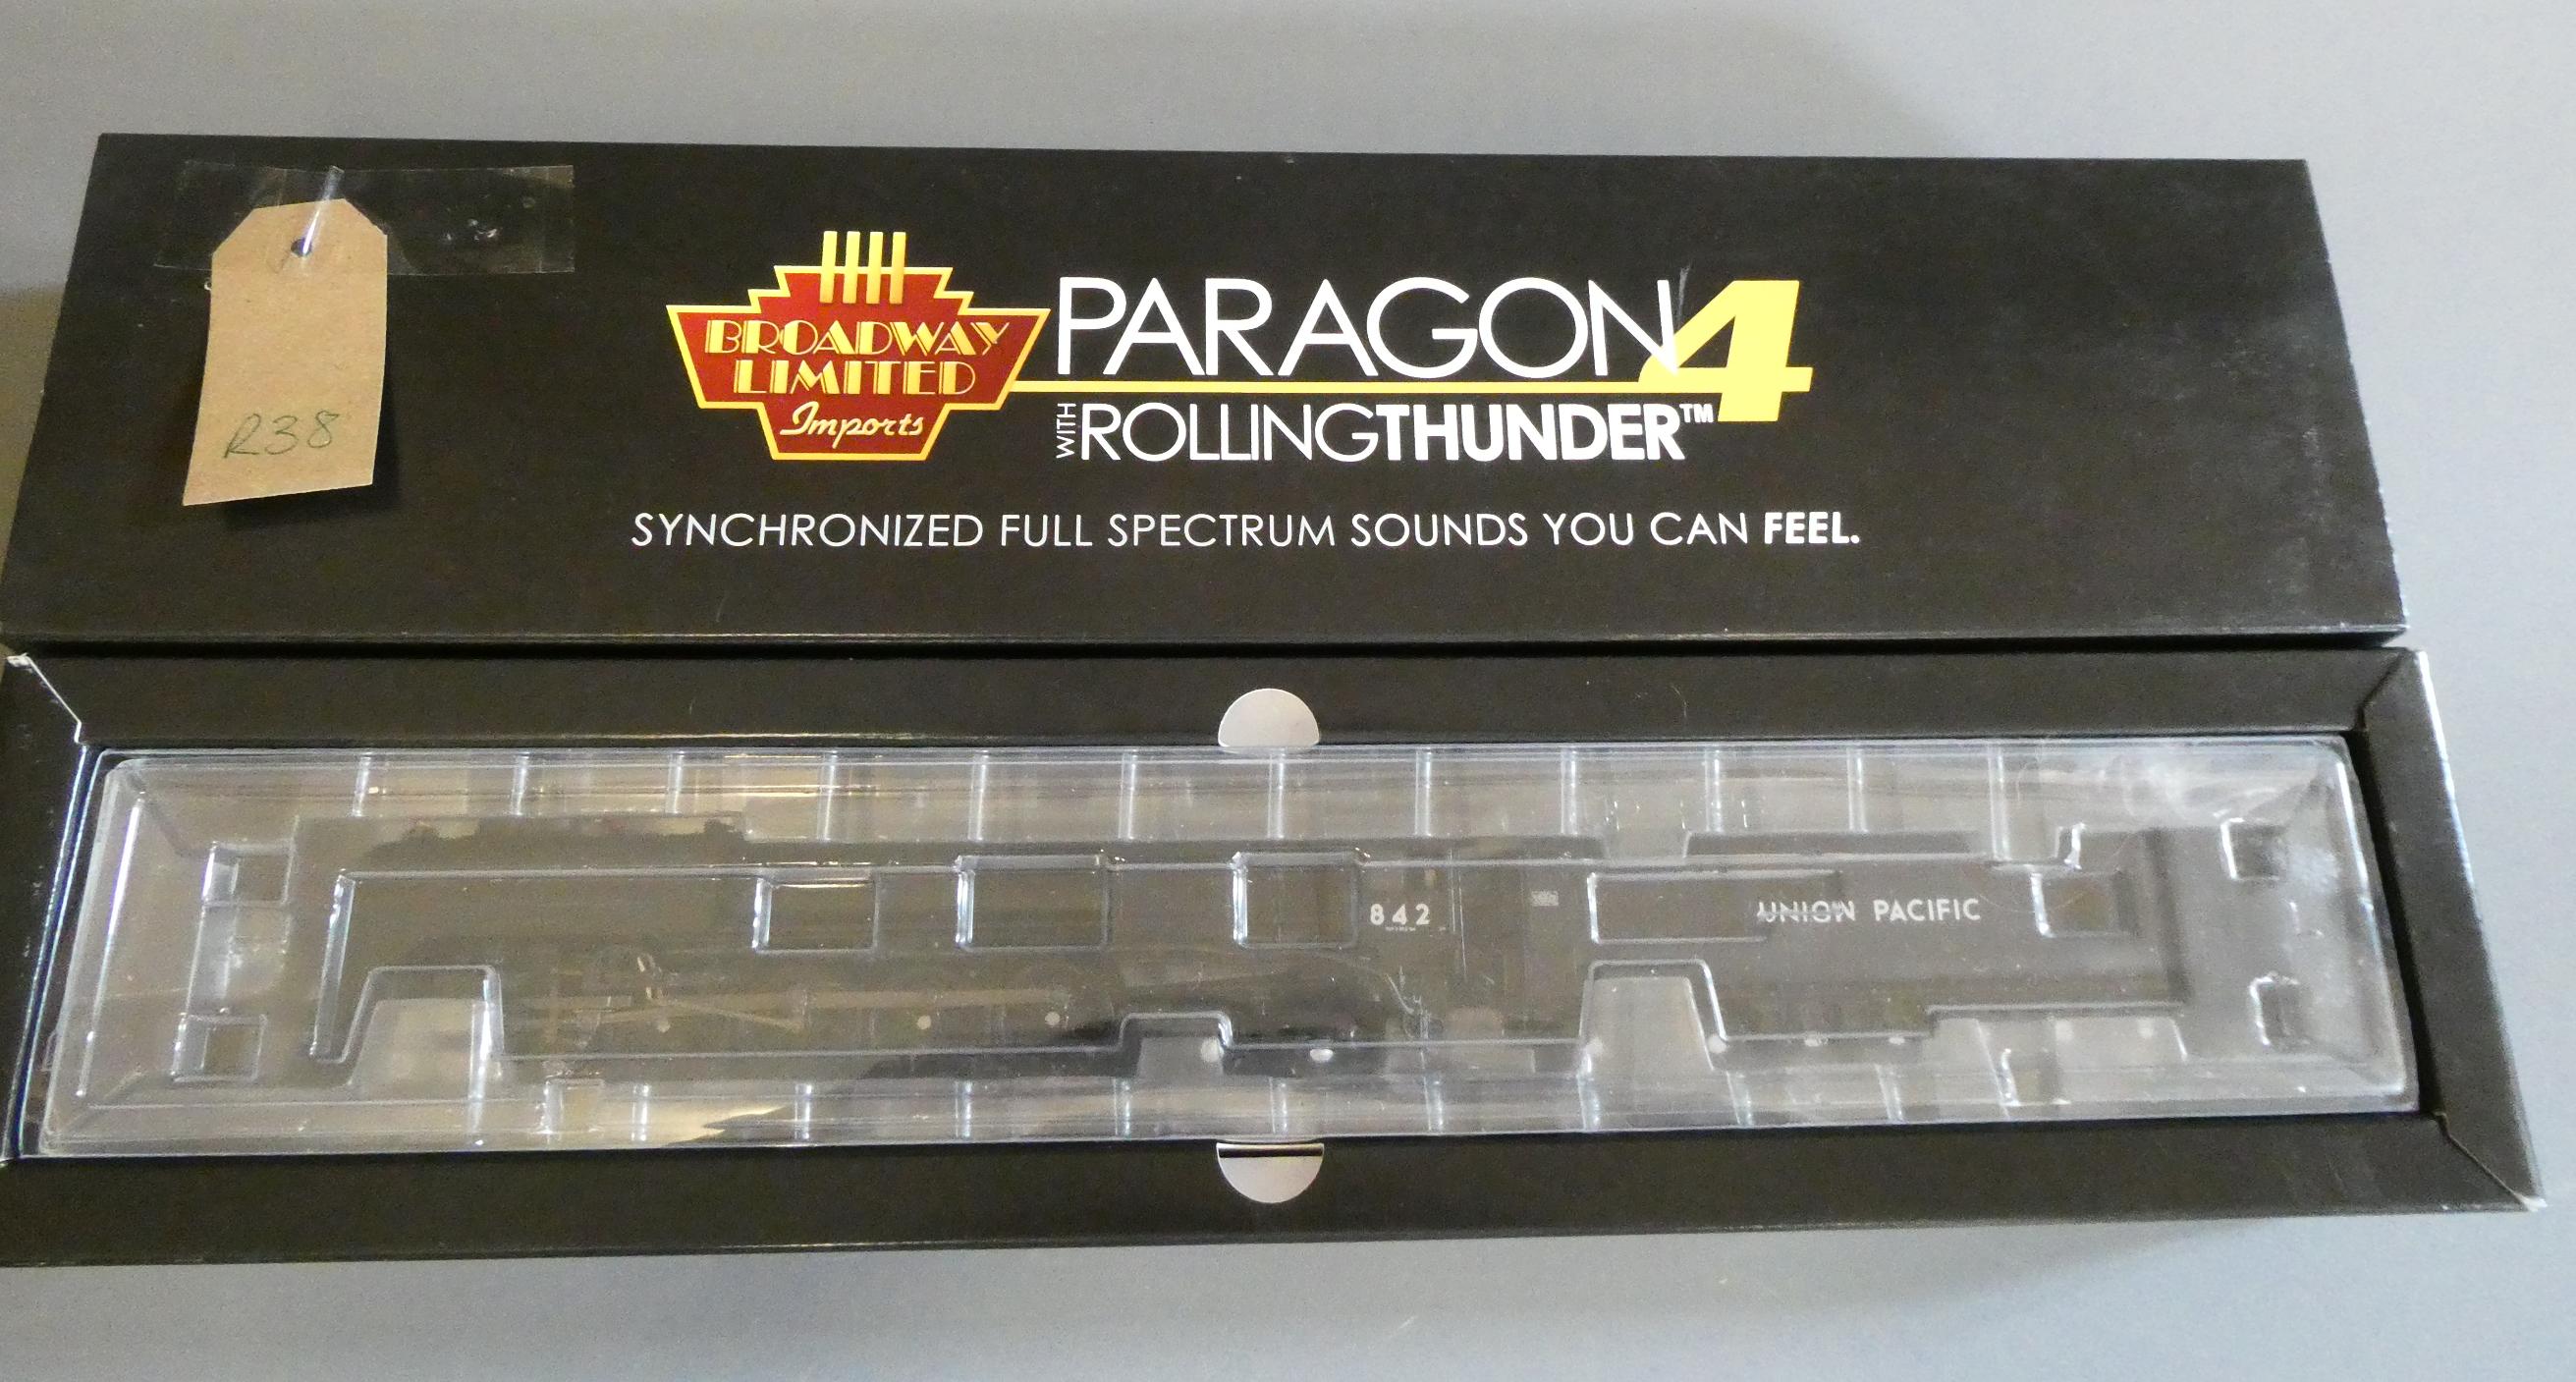 R38
BROADWAY
LIMITED
Imports
PARAGON4
WITH ROLLINGTHUNDER™
SYNCHRONIZED FULL SPECTRUM SOUNDS YOU CAN FEEL.
842
UNION PACIFIC